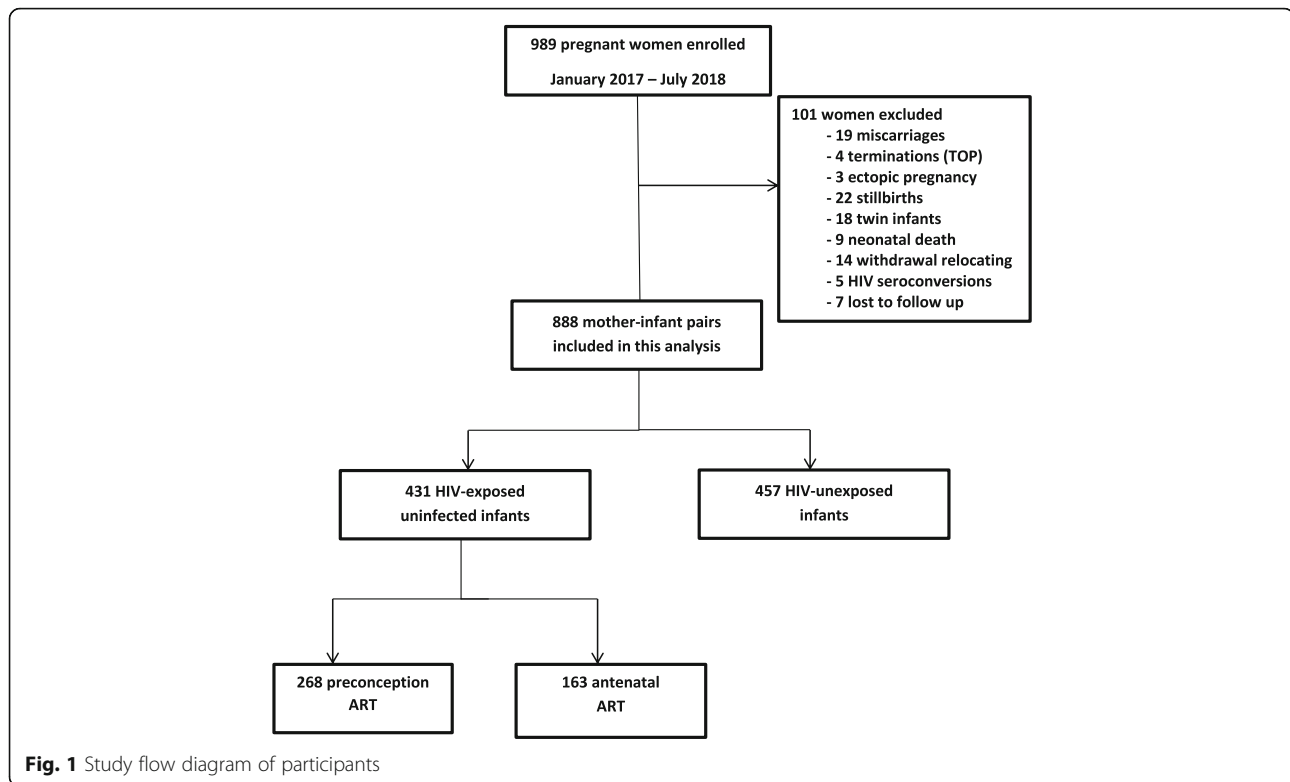 989 pregnant women enrolled
January 2017 – July 2018
101 women excluded
- 19 miscarriages
- 4 terminations (TOP)
- 3 ectopic pregnancy
- 22 stillbirths
- 18 twin infants
- 9 neonatal death
- 14 withdrawal relocating
- 5 HIV seroconversions
- 7 lost to follow up
888 mother-infant pairs
included in this analysis
431 HIV-exposed
uninfected infants
457 HIV-unexposed
infants
268 preconception
ART
163 antenatal
ART
Fig. 1 Study flow diagram of participants